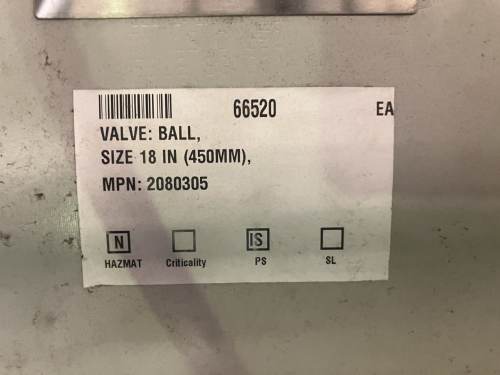 66520 EA
VALVE: BALL,
SIZE 18 IN (450MM),
MPN: 2080305
N IS
HAZMAT Criticality PS SL